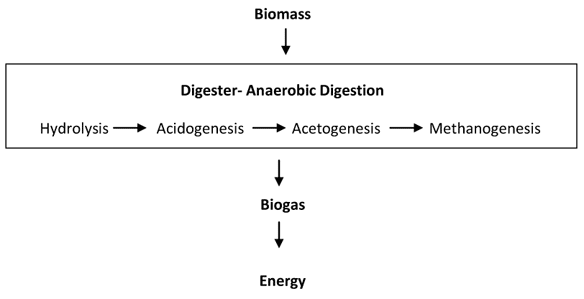 Biomass
Digester- Anaerobic Digestion
Hydrolysis Acidogenesis Acetogenesis Methanogenesis
Biogas
Energy